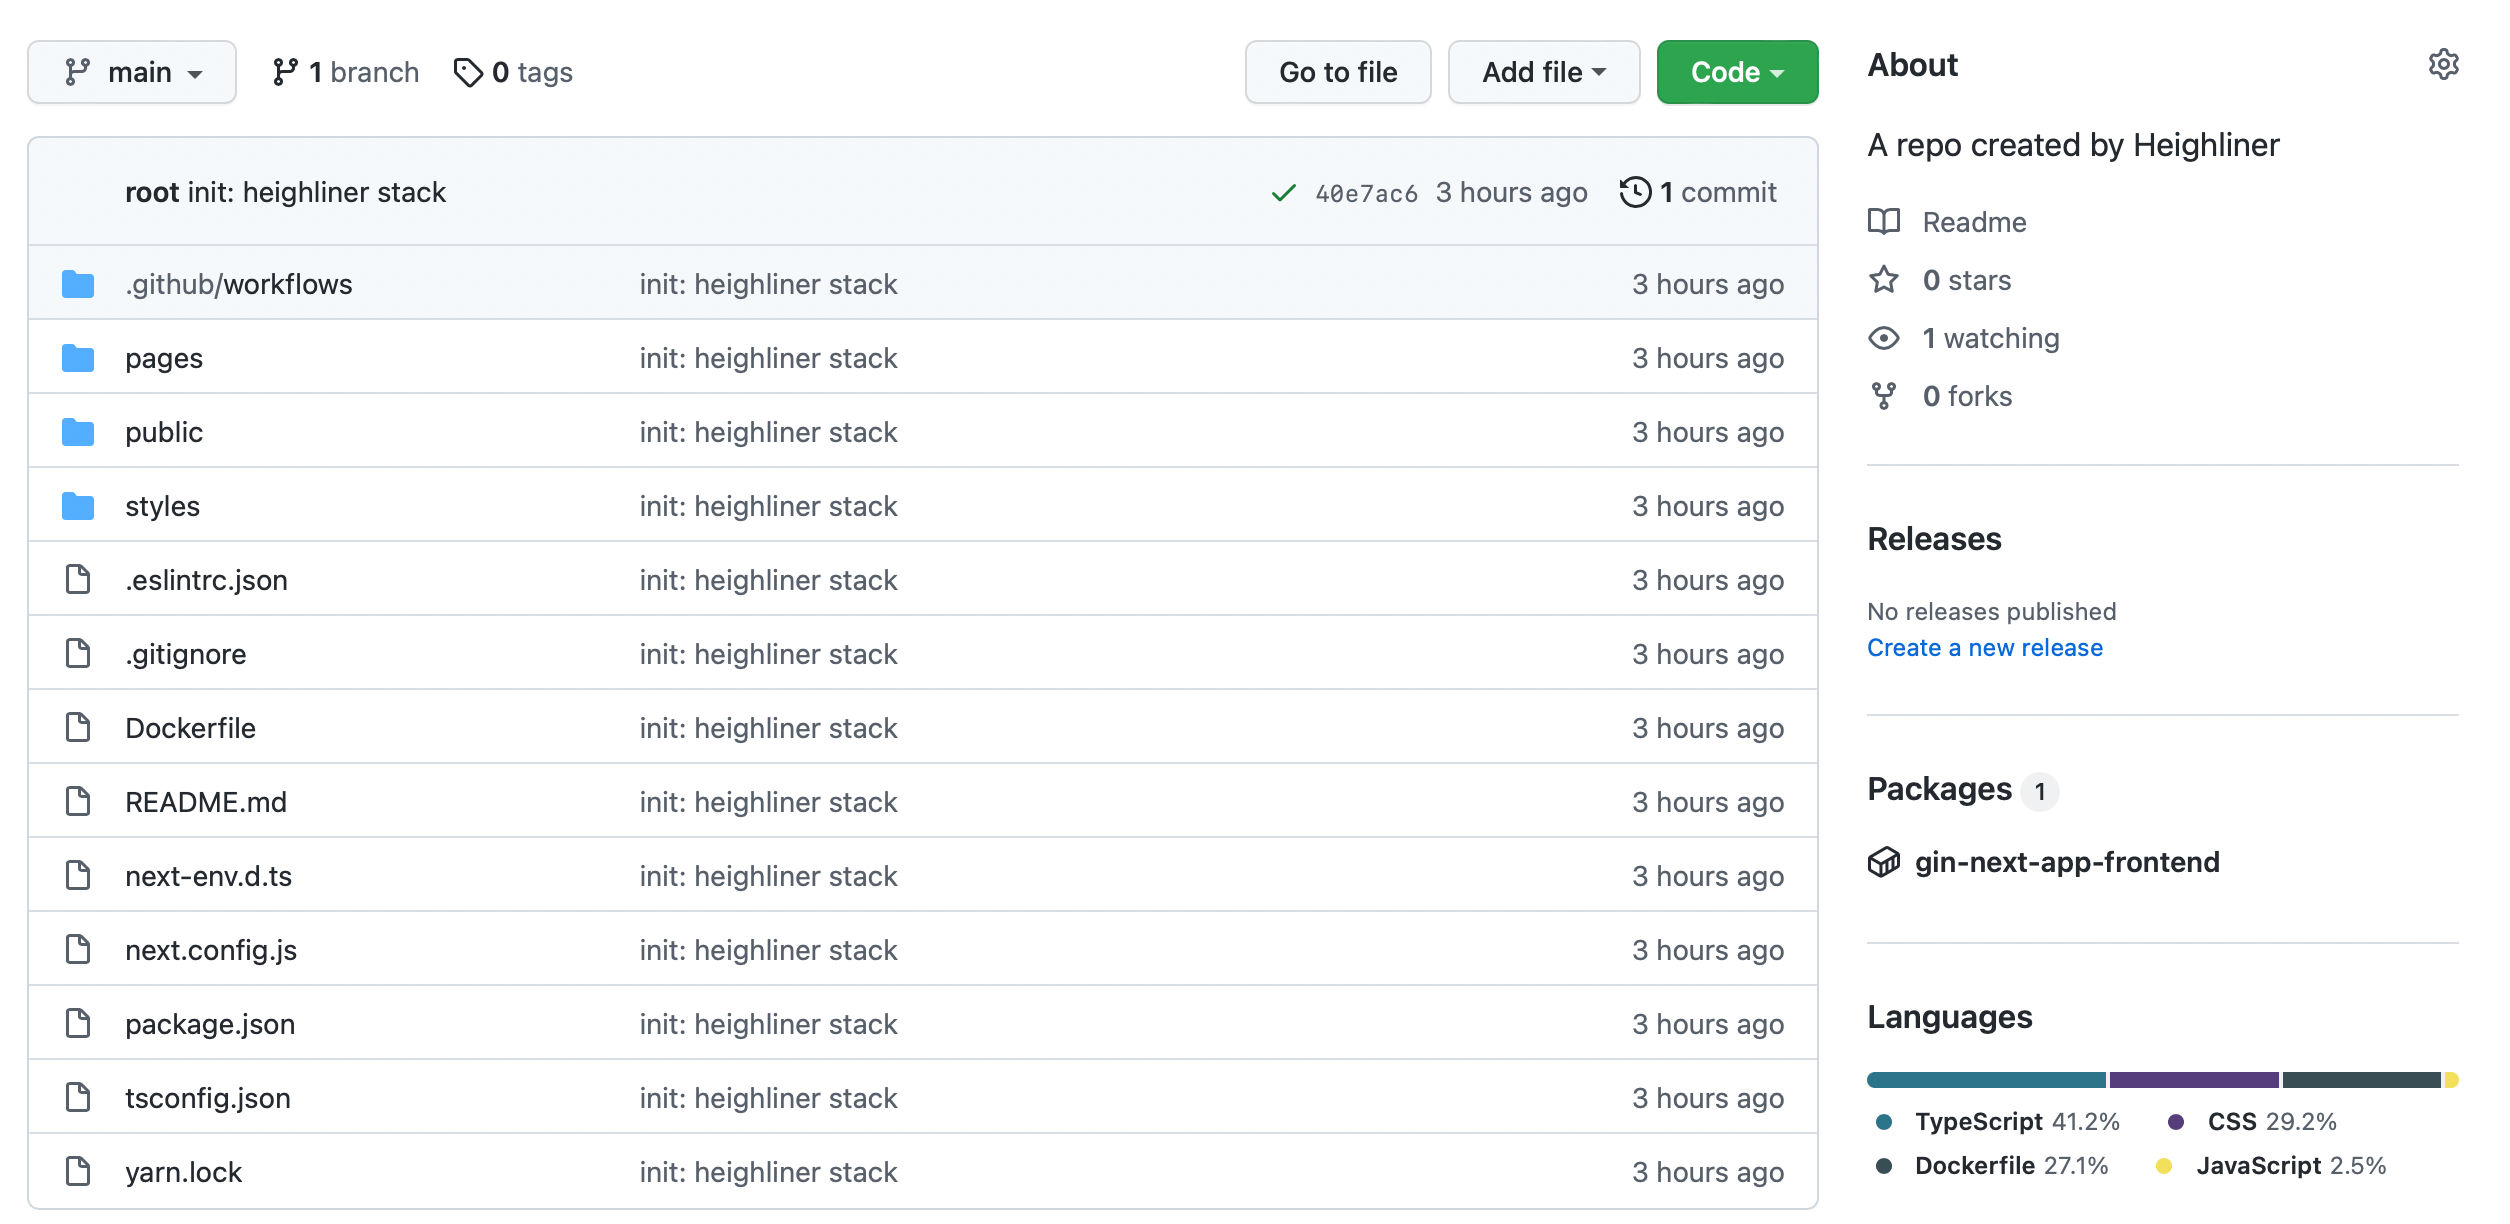 main 1 branch 0 tags Go to file Add file Code
root init: heighliner stack 40e7ac6 3 hours ago 1 commit
.github/workflows init: heighliner stack 3 hours ago
pages init: heighliner stack 3 hours ago
public init: heighliner stack 3 hours ago
styles init: heighliner stack 3 hours ago
.eslintrc.json init: heighliner stack 3 hours ago
.gitignore init: heighliner stack 3 hours ago
Dockerfile init: heighliner stack 3 hours ago
README.md init: heighliner stack 3 hours ago
next-env.d.ts init: heighliner stack 3 hours ago
next.config.js init: heighliner stack 3 hours ago
package.json init: heighliner stack 3 hours ago
tsconfig.json init: heighliner stack 3 hours ago
yarn.lock init: heighliner stack 3 hours ago
About
A repo created by Heighliner
Readme
0 stars
1 watching
0 forks
Releases
No releases published
Create a new release
Packages 1
gin-next-app-frontend
Languages
TypeScript 41.2% CSS 29.2%
Dockerfile 27.1% JavaScript 2.5%